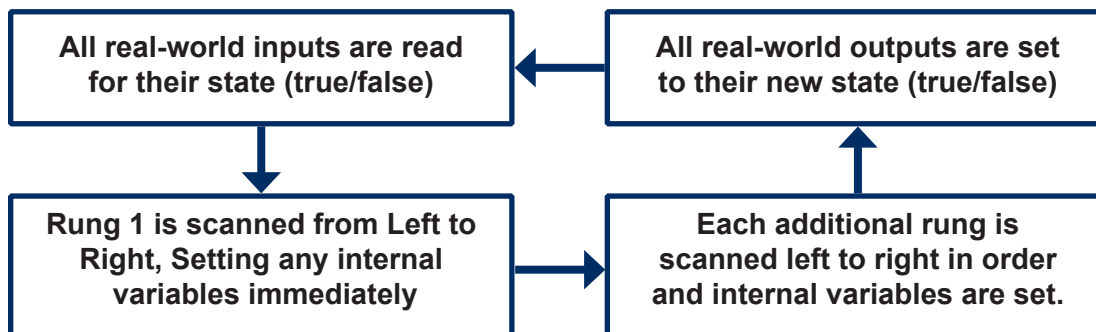 All real-world inputs are read
for their state (true/false)
All real-world outputs are set
to their new state (true/false)
Rung 1 is scanned from Left to
Right, Setting any internal
variables immediately
Each additional rung is
scanned left to right in order
and internal variables are set.